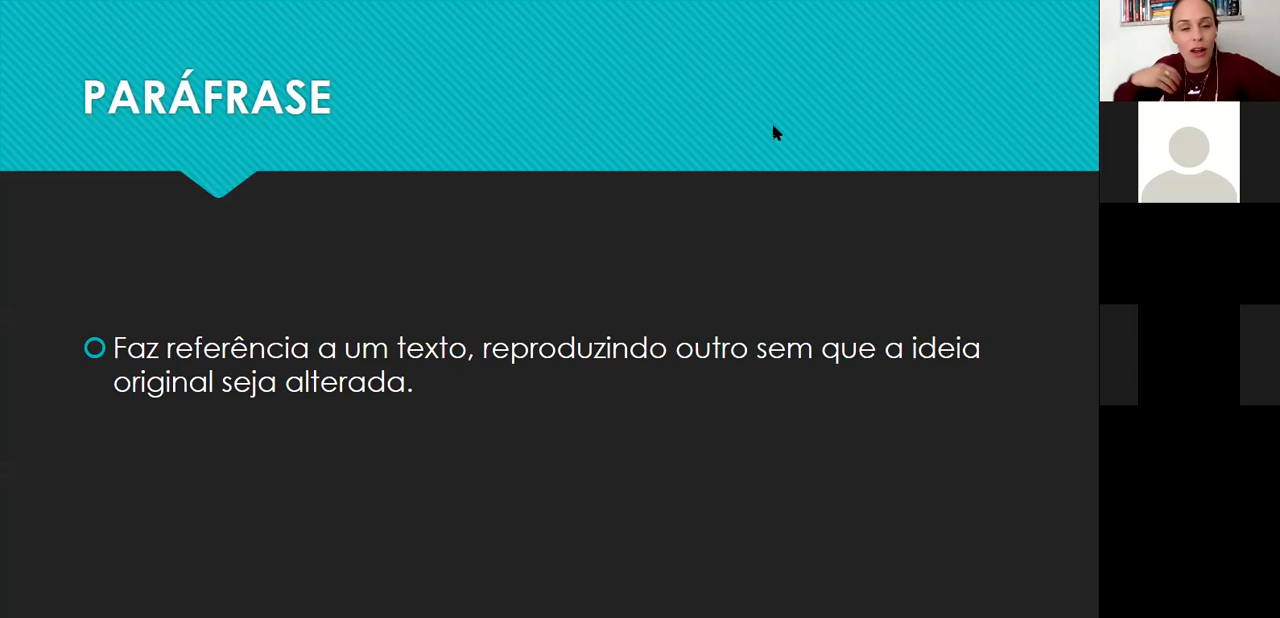 PARÁFRASE
Faz referência a um texto, reproduzindo outro sem que a ideia
original seja alterada.